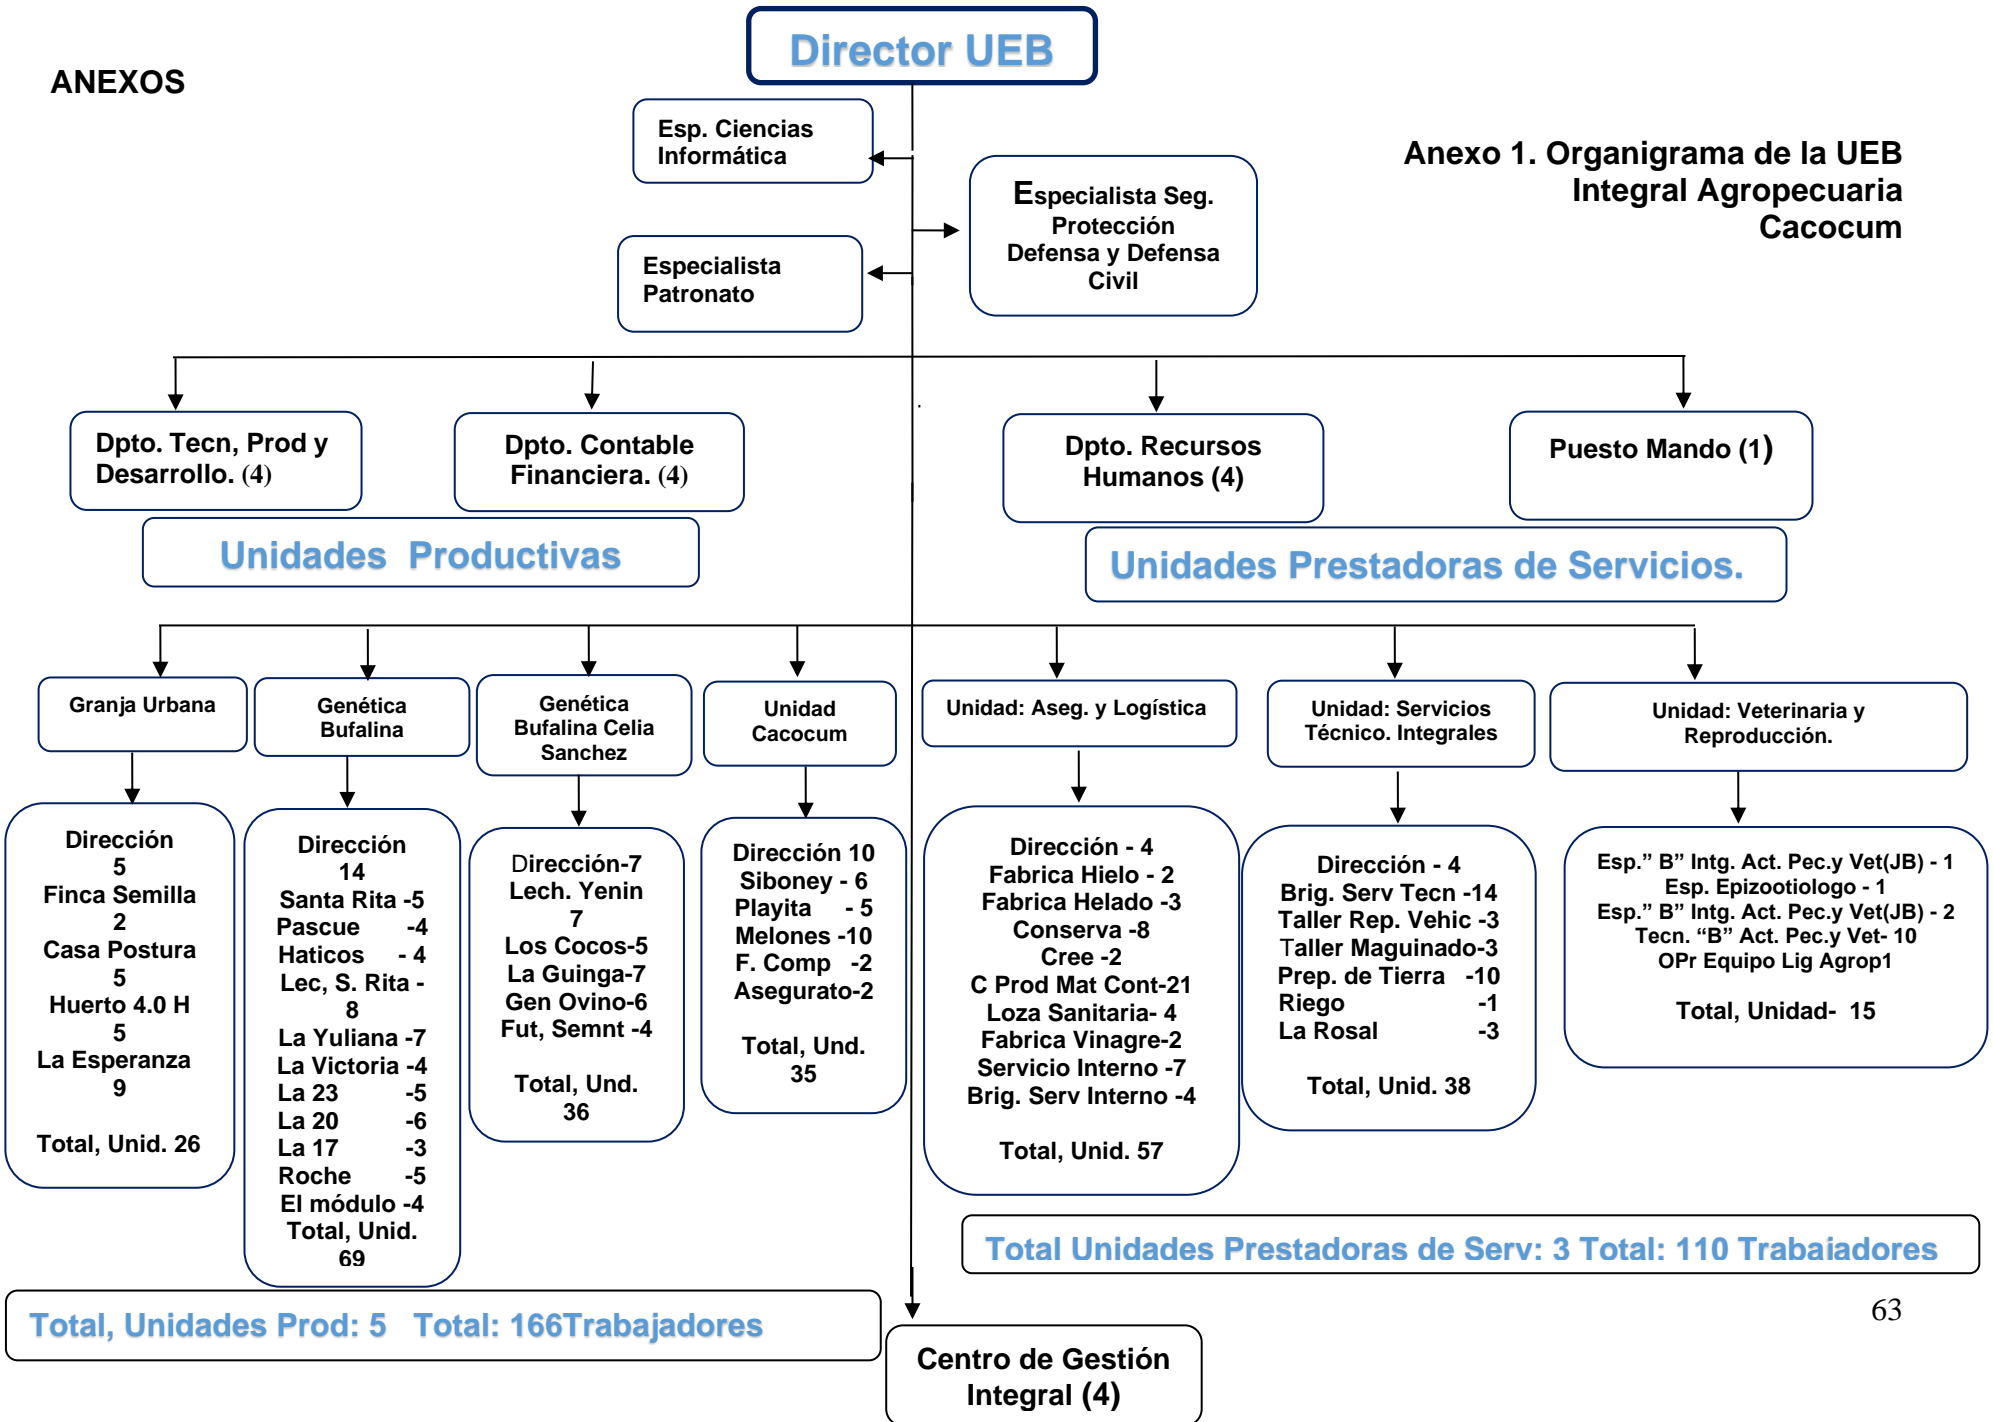 Director UEB
ANEXOS
Esp. Ciencias
Informática
Anexo 1. Organigrama de la UEB
Integral Agropecuaria
Cacocum
Especialista Seg.
Protección
Defensa y Defensa
Civil
Especialista
Patronato
Dpto. Tecn, Prod y
Desarrollo. (4)
Dpto. Contable
Financiera. (4)
Dpto. Recursos
Humanos (4)
Puesto Mando (1)
Unidades Productivas
Unidades Prestadoras de Servicios.
Granja Urbana
Genética
Bufalina
Genética
Bufalina Celia
Sanchez
Unidad
Cacocum
Unidad: Aseg. y Logística
Unidad: Servicios
Técnico. Integrales
Unidad: Veterinaria y
Reproducción.
Dirección
5
Finca Semilla
2
Casa Postura
5
Huerto 4.0 H
5
La Esperanza
9
Total, Unid. 26
Dirección
14
Santa Rita -5
Pascue -4
Haticos - 4
Lec, S. Rita -
8
La Yuliana -7
La Victoria -4
La 23 -5
La 20 -6
La 17 -3
Roche -5
El módulo -4
Total, Unid.
69
Dirección-7
Lech. Yenin
7
Los Cocos-5
La Guinga-7
Gen Ovino-6
Fut, Semnt -4
Total, Und.
36
Dirección 10
Siboney - 6
Playita - 5
Melones -10
F. Comp -2
Asegurato-2
Total, Und.
35
Dirección - 4
Fabrica Hielo - 2
Fabrica Helado -3
Conserva -8
Cree -2
C Prod Mat Cont-21
Loza Sanitaria- 4
Fabrica Vinagre-2
Servicio Interno -7
Brig. Serv Interno -4
Total, Unid. 57
Dirección - 4
Brig. Serv Tecn -14
Taller Rep. Vehic -3
Taller Maguinado-3
Prep. de Tierra -10
Riego -1
La Rosal -3
Total, Unid. 38
Esp.” B” Intg. Act. Pec.y Vet(JB) - 1
Esp. Epizootiologo - 1
Esp.” B” Intg. Act. Pec.y Vet(JB) - 2
Tecn. “B” Act. Pec.y Vet- 10
OPr Equipo Lig Agrop1
Total, Unidad- 15
Total Unidades Prestadoras de Serv: 3 Total: 110 Trabajadores
Total, Unidades Prod: 5 Total: 166Trabajadores
63
Centro de Gestión
Integral (4)